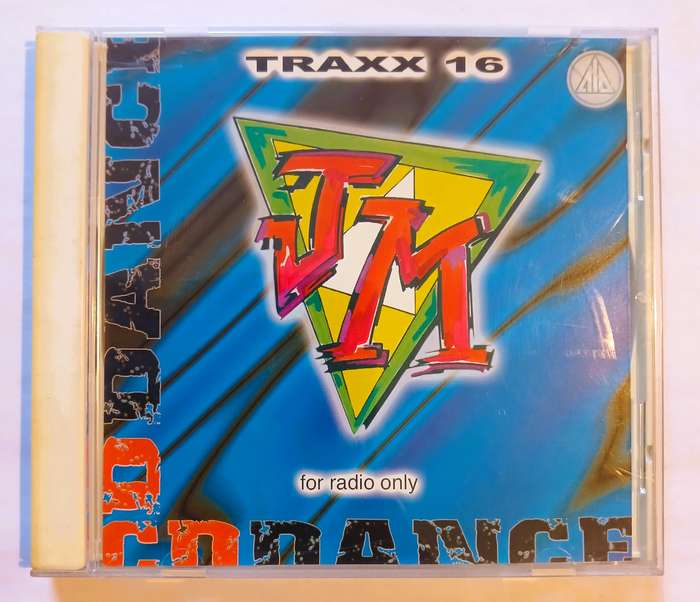 TRAXX 16
JM
for radio only
CD DANCE
CD DANCE